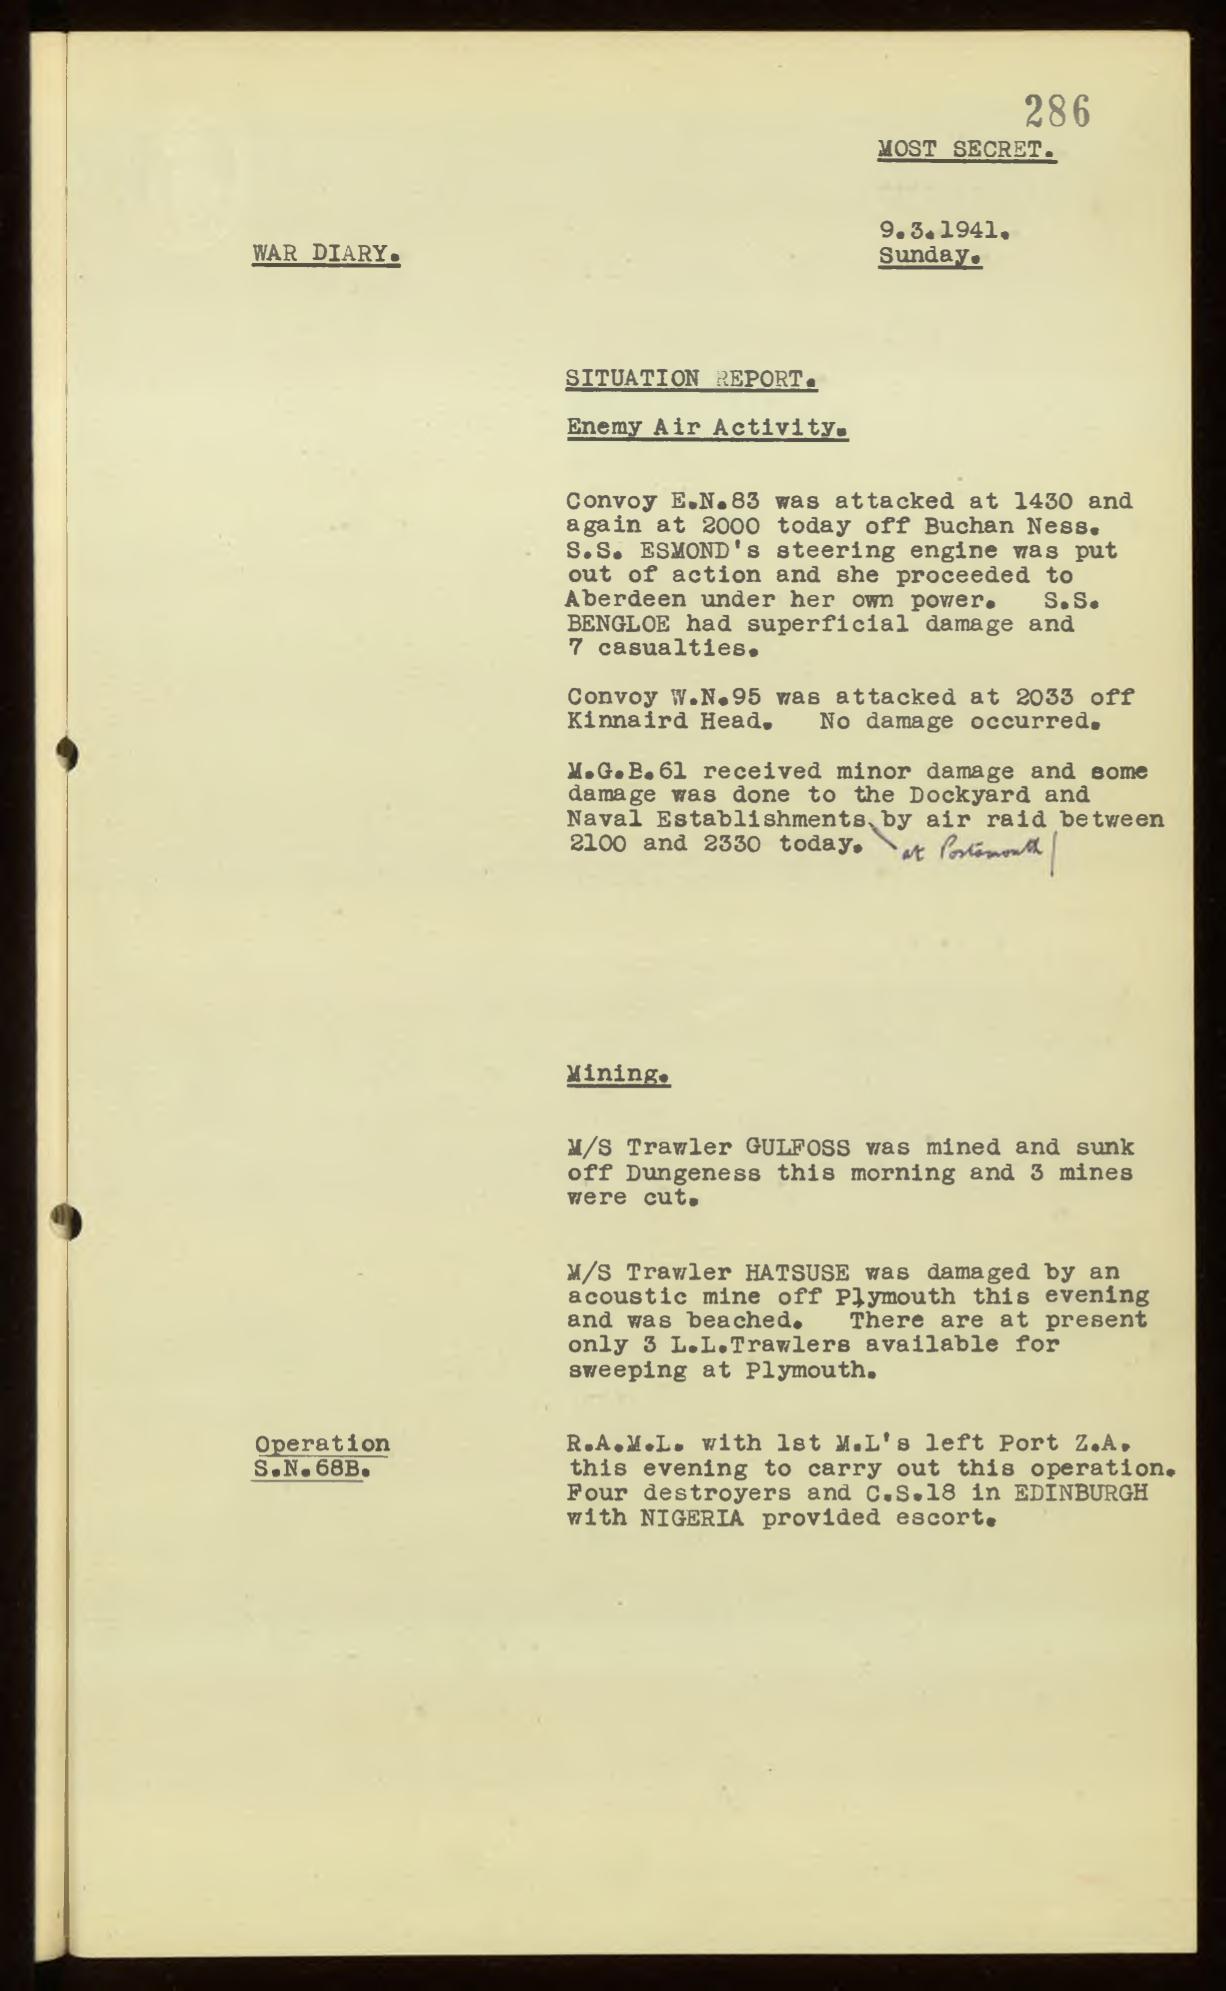 286
MOST SECRET.
9.3.1941.
Sunday.
WAR DIARY.
SITUATION REPORT.
Enemy Air Activity.
Convoy E.N.83 was attacked at 1430 and
again at 2000 today off Buchan Ness.
S.S. ESMOND's steering engine was put
out of action and she proceeded to
Aberdeen under her own power. S.S.
BENGLOE had superficial damage and
7 casualties.
Convoy W.N.95 was attacked at 2033 off
Kinnaird Head. No damage occurred.
M.G.B.61 received minor damage and some
damage was done to the Dockyard and
Naval Establishments by air raid between
2100 and 2330 today. at Portsmouth
Mining.
M/S Trawler GULFOSS was mined and sunk
off Dungeness this morning and 3 mines
were cut.
M/S Trawler HATSUSE was damaged by an
acoustic mine off Plymouth this evening
and was beached. There are at present
only 3 L.L.Trawlers available for
sweeping at Plymouth.
Operation
S.N.68B.
R.A.M.L. with 1st M.L's left Port Z.A.
this evening to carry out this operation.
Four destroyers and C.S.18 in EDINBURGH
with NIGERIA provided escort.